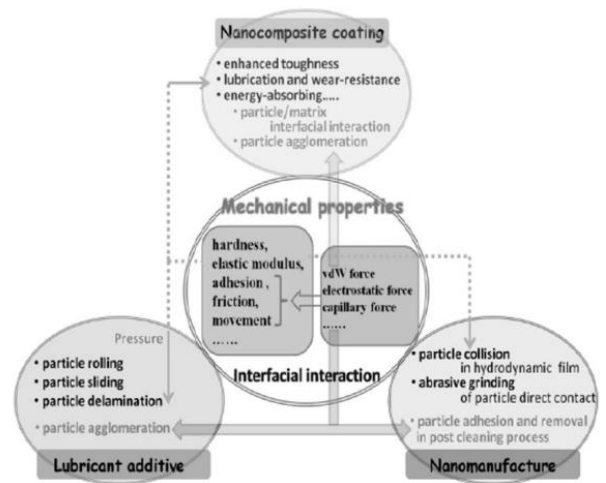 Nanocomposite coating
• enhanced toughness
• lubrication and wear-resistance
• energy-absorbing.....
• particle/matrix
interfacial interaction
• particle agglomeration
Mechanical properties
hardness,
elastic modulus,
adhesion ,
friction,
movement
......
vdW force
electrostatic force
capillary force
......
Interfacial interaction
Pressure
• particle rolling
• particle sliding
• particle delamination
• particle agglomeration
Lubricant additive
• particle collision
in hydrodynamic film
• abrasive grinding
of particle direct contact
• particle adhesion and removal
in post cleaning process
Nanomanufacture